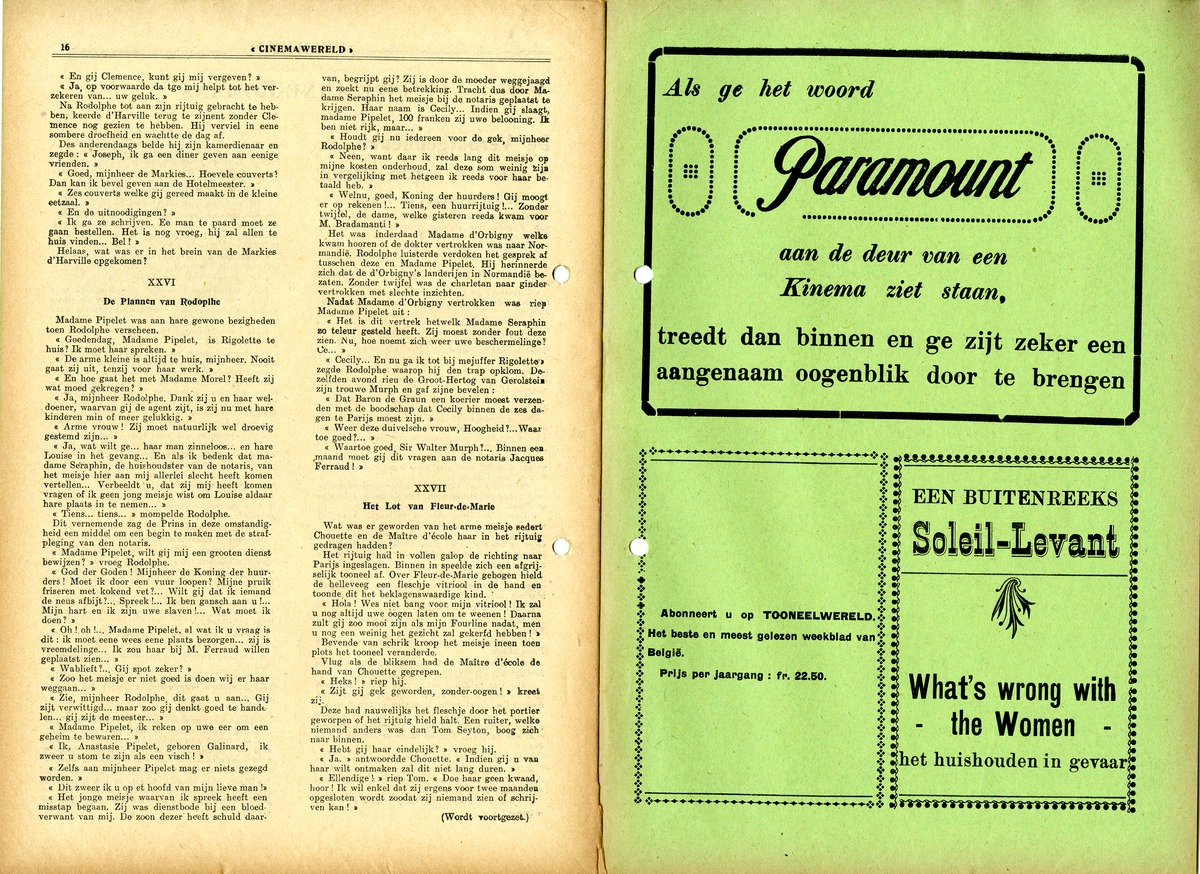 16
« CINEMAWERELD »
« En gij Clemence, kunt gij mij vergeven? »
« Ja, op voorwaarde da tge mij helpt tot het ver-
zekeren van... uw geluk. »
Na Rodolphe tot aan zijn rijtuig gebracht te heb-
ben, keerde d'Harville terug te zijnent zonder Cle-
mence nog gezien te hebben. Hij verviel in eene
sombere droefheid en wachtte de dag af.
Des anderendaags belde hij zijn kamerdienaar en
zegde : « Joseph, ik ga een diner geven aan eenige
vrienden. »
« Goed, mijnheer de Markies... Hoevele couverts?
Dan kan ik bevel geven aan de Hotelmeester. »
« Zes couverts welke gij gereed maakt in de kleine
eetzaal. »
« En de uitnoodigingen? »
« Ik ga ze schrijven. Ee man te paard moet ze
gaan bestellen. Het is nog vroeg, hij zal allen te
huis vinden... Bel! »
Helaas, wat was er in het brein van de Markies
d'Harville opgekomen?
XXVI
De Plannen van Rodoplhe
Madame Pipelet was aan hare gewone bezigheden
toen Rodolphe verscheen.
« Goedendag, Madame Pipelet, is Rigolette te
huis? Ik moet haar spreken. »
« De arme kleine is altijd te huis, mijnheer. Nooit
gaat zij uit, tenzij voor haar werk. »
« En hoe gaat het met Madame Morel? Heeft zij
wat moed gekregen? »
« Ja, mijnheer Rodolphe. Dank zij u en haar wel-
doener, waarvan gij de agent zijt, is zij nu met hare
kinderen min of meer gelukkig. »
« Arme vrouw! Zij moet natuurlijk wel droevig
gestemd zijn... »
« Ja, wat wilt ge... haar man zinneloos... en hare
Louise in het gevang... En als ik bedenk dat ma-
dame Séraphin, de huishoudster van de notaris, van
het meisje hier aan mij allerlei slecht heeft komen
vertellen... Verbeeldt u, dat zij mij heeft komen
vragen of ik geen jong meisje wist om Louise aldaar
hare plaats in te nemen... »
« Tiens... tiens... » mompelde Rodolphe.
Dit vernemende zag de Prins in deze omstandig-
heid een middel om een begin te maken met de straf-
pleging van den notaris.
« Madame Pipelet, wilt gij mij een grooten dienst
bewijzen? » vroeg Rodolphe.
« God der Goden! Mijnheer de Koning der huur-
ders! Moet ik door een vuur loopen? Mijne pruik
friseren met kokend vet?... Wilt gij dat ik iemand
de neus afbijt?... Spreek!... Ik ben gansch aan u!...
Mijn hart en ik zijn uwe slaven!... Wat moet ik
doen? »
« Oh! oh!... Madame Pipelet, al wat ik u vraag is
dit : ik moet eene wees eene plaats bezorgen... zij is
vreemdelinge... Ik zou haar bij M. Ferraud willen
geplaatst zien... »
« Wablieft?... Gij spot zeker? »
« Zoo het meisje er niet goed is doen wij er haar
weggaan... »
« Zie, mijnheer Rodolphe, dit gaat u aan... Gij
zijt verwittigd... maar zoo gij denkt goed te hande
len... gij zijt de meester... »
« Madame Pipelet, ik reken op uwe eer om een
geheim te bewaren... »
« Ik, Anastasie Pipelet, geboren Galinard, ik
zweer u stom te zijn als een visch! »
« Zelfs aan mijnheer Pipelet mag er niets gezegd
worden. »
« Dit zweer ik u op et hoofd van mijn lieve man!»
« Het jonge meisje waarvan ik spreek heeft een
misstap begaan. Zij was dienstbode bij een bloed-
verwant van mij. De zoon dezer heeft schuld daar-
van, begrijpt gij? Zij is door de moeder weggejaagd
en zoekt nu eene betrekking. Tracht dus door Ma-
dame Seraphin het meisje bij de notaris geplaatst te
krijgen. Haar naam is Cecily... Indien gij slaagt,
madame Pipelet, 100 franken zij uwe belooning. Ik
ben niet rijk, maar... »
« Houdt gij nu iedereen voor de gek, mijnheer
Rodolphe? »
« Neen, want daar ik reeds lang dit meisje op
mijne kosten onderhoud, zal deze som weinig zijn
in vergelijking met hetgeen ik reeds voor haar be-
taald heb. »
« Welnu, goed, Koning der huurders! Gij moogt
er op rekenen!... Tiens, een huurrijtuig!... Zonder
twijfel, de dame, welke gisteren reeds kwam voor
M. Bradamanti! »
Het was inderdaad Madame d'Orbigny welke
kwam hooren of de dokter vertrokken was naar Nor-
mandië. Rodolphe luisterde verdoken het gesprek af
tusschen deze en Madame Pipelet. Hij herinnerde
zich dat de d'Orbigny's landerijen in Normandië be-
zaten. Zonder twijfel was de charletan naar ginder
vertrokken met slechte inzichten.
Nadat Madame d'Orbigny vertrokken was riep
Madame Pipelet uit :
« Het is dit vertrek hetwelk Madame Seraphin
zo teleur gesteld heeft. Zij moest zonder fout deze
zien. Nu, hoe noemt zich weer uwe beschermelinge?
Ce... »
« Cecily... En nu ga ik tot bij mejuffer Rigolette»
zegde Rodolphe waarop hij den trap opklom. De-
zelfden avond rieu de Groot-Hertog van Gerolstein
zijn trouwe Murph en gaf zijne bevelen :
« Dat Baron de Graun een koerier moest verzen-
den met de boodschap dat Cecily binnen de zes da-
gen te Parijs moest zijn. »
« Weer deze duivelsche vrouw, Hoogheid?...Waar
toe goed?... »
« Waartoe goed, Sir Walter Murph?... Binnen een
maand moet gij dit vragen aan de notaris Jacques
Ferraud! »
XXVII
Het Lot van Fleur-de-Marie
Wat was er geworden van het arme meisje sedert
Chouette en de Maître d'école haar in het rijtuig
gedragen hadden?
Het rijtuig had in vollen galop de richting naar
Parijs ingeslagen. Binnen in speelde zich een afgrij-
selijk tooneel af. Over Fleur-de-Marie gebogen hield
de helleveeg een fleschje vitriool in de hand en
toonde dit het beklagenswaardige kind.
« Hola! Wes niet bang voor mijn vitriool! Ik zal
u nog altijd uwe oogen laten om te weenen! Daarna
zult gij zoo mooi zijn als mijn Fourline nadat, men
u nog een weinig het gezicht zal gekerfd hebben! »
Bevende van schrik kroop het meisje ineen toen
plots het tooneel veranderde.
Vlug als de bliksem had de Maître d'école de
hand van Chouette gegrepen.
« Heks! » riep hij.
« Zijt gij gek geworden, zonder-oogen! » kreet
zij.
Deze had nauwelijks het fleschje door het portier
geworpen of het rijtuig hield halt. Een ruiter, welke
niemand anders was dan Tom Seyton, boog zich
naar binnen.
« Hebt gij haar eindelijk? » vroeg hij.
« Ja. » antwoordde Chouette. « Indien gij u van
haar wilt ontmaken zal dit niet lang duren. »
« Ellendige! » riep Tom. « Doe haar geen kwaad,
hoor! Ik wil enkel dat zij ergens voor twee maanden
opgesloten wordt zoodat zij niemand zien of schrij-
ven kan! »
(Wordt voortgezet.)
Als ge het woord
Paramount
aan de deur van een
Kinema ziet staan,
treedt dan binnen en ge zijt zeker een
aangenaam oogenblik door te brengen
Abonneert u op TOONEELWERELD.
Het beste en meest gelezen weekblad van
België.
Prijs per jaargang : fr. 22.50.
EEN BUITENREEKS
Soleil-Levant
What's wrong with
- the Women -
het huishouden in gevaar